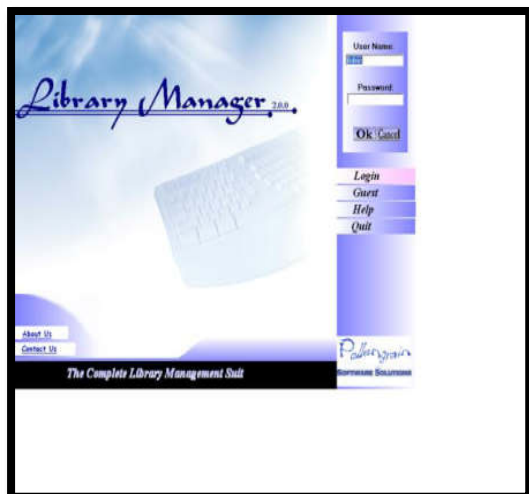 Library Manager 2.0.0
User Name:
Password:
Ok Cancel
Login
Guest
Help
Quit
About Us
Contact Us
The Complete Library Management Suit
SOFTWARE SOLUTIONS